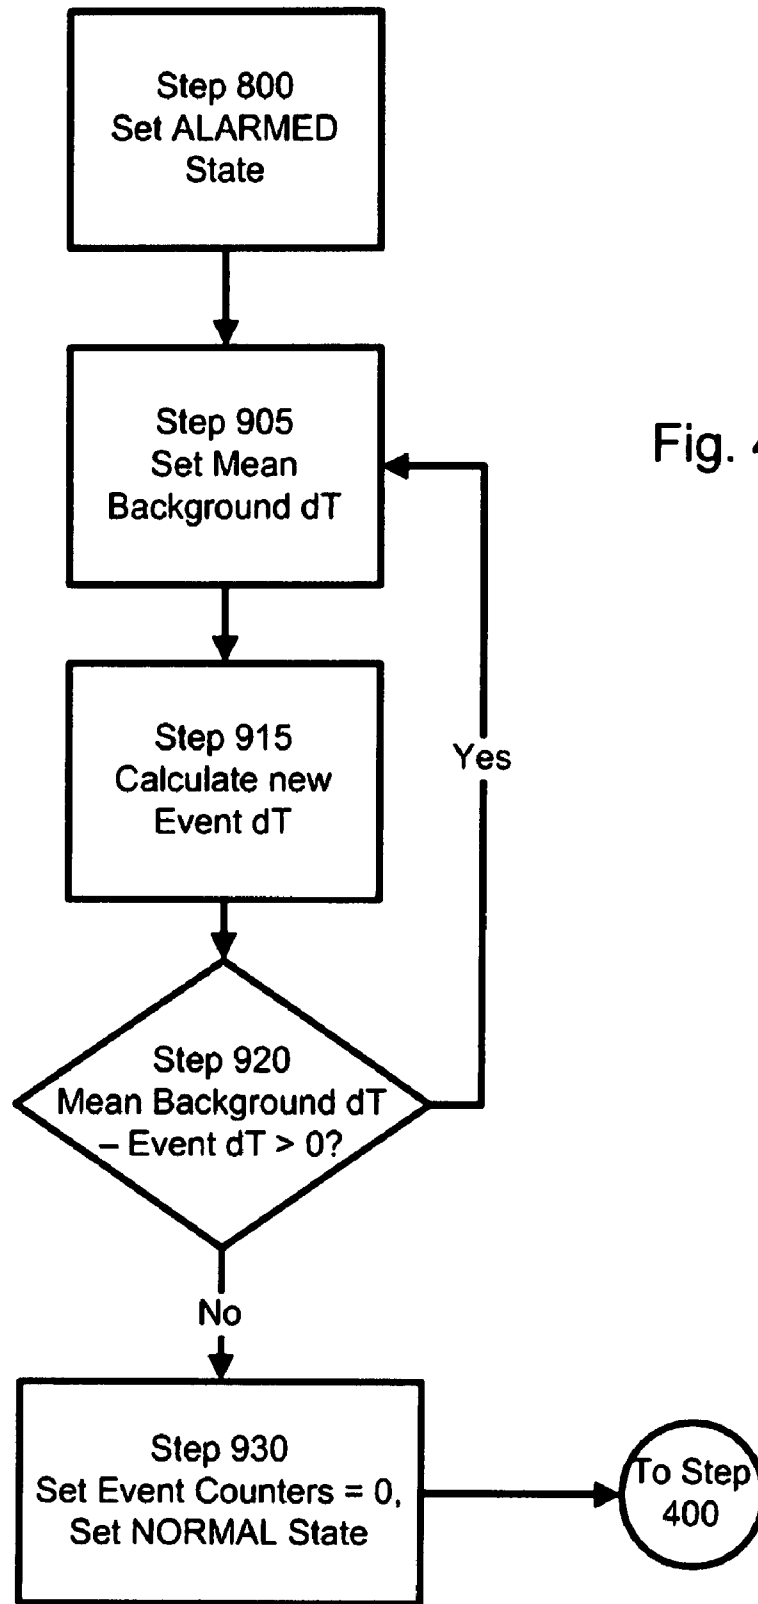 Step 800
Set ALARMED
State
Step 905
Set Mean
Background dT
Fig. 4
Step 915
Calculate new
Event dT
Yes
Step 920
Mean Background dT
– Event dT > 0?
No
Step 930
Set Event Counters = 0,
Set NORMAL State
To Step
400